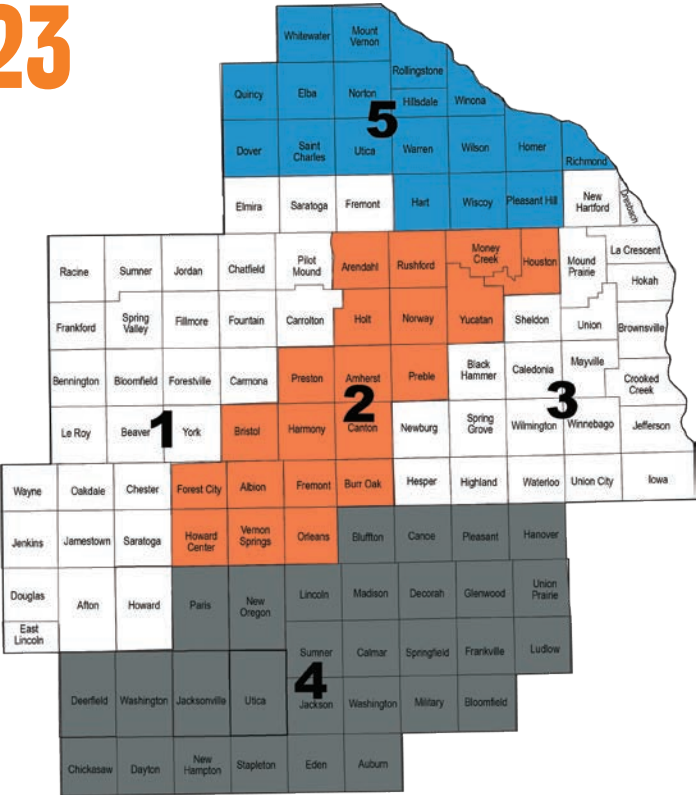 23
Whitewater
Mount
Vernon
Rollingstone
Quincy
Elba
Norton
Hillsdale
Winona
5
Dover
Saint
Charles
Utica
Warren
Wilson
Homer
Richmond
Elmira
Saratoga
Fremont
Hart
Wiscoy
Pleasant Hill
New
Hartford
Dresbach
Racine
Sumner
Jordan
Chatfield
Pilot
Mound
Arendahl
Rushford
Money
Creek
Houston
Mound
Prairie
La Crescent
Hokah
Frankford
Spring
Valley
Fillmore
Fountain
Carrolton
Holt
Norway
Yucatan
Sheldon
Union
Brownsville
Bennington
Bloomfield
Forestville
Carmona
Preston
Amherst
Preble
Black
Hammer
Caledonia
Mayville
Crooked
Creek
1
2
3
Le Roy
Beaver
York
Bristol
Harmony
Canton
Newburg
Spring
Grove
Wilmington
Winnebago
Jefferson
Wayne
Oakdale
Chester
Forest City
Albion
Fremont
Burr Oak
Hesper
Highland
Waterloo
Union City
Iowa
Jenkins
Jamestown
Saratoga
Howard
Center
Vernon
Springs
Orleans
Bluffton
Canoe
Pleasant
Hanover
Douglas
Afton
Howard
Paris
New
Oregon
Lincoln
Madison
Decorah
Glenwood
Union
Prairie
East
Lincoln
Sumner
Calmar
Springfield
Frankville
Ludlow
4
Deerfield
Washington
Jacksonville
Utica
Jackson
Washington
Military
Bloomfield
Chickasaw
Dayton
New
Hampton
Stapleton
Eden
Auburn